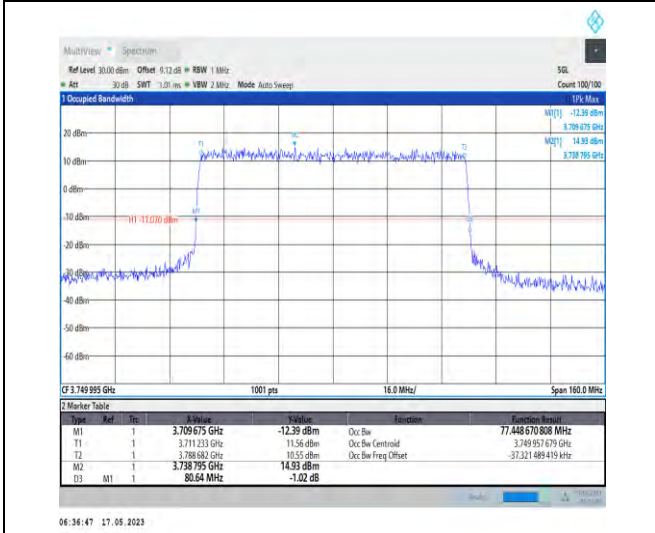 MultiView Spectrum
Ref Level 30.00 dBm Offset 9.12 dB RBW 1 MHz SGL
Att 30 dB SWT 1.01 ms VBW 2 MHz Mode Auto Sweep Count 100/100
1 Occupied Bandwidth 1Pk Max
M1[1] -12.39 dBm
3.709 675 GHz
M2[1] 14.93 dBm
3.738 795 GHz
20 dBm
T1
T2
10 dBm
0 dBm
-10 dBm
H1 -11.030 dBm
M1
-30 dBm
-40 dBm
-50 dBm
-60 dBm
CF 3.749 995 GHz 1001 pts 16.0 MHz/ Span 160.0 MHz
2 Marker Table
Type Ref Trc X-Value Y-Value Function Function Result
M1 1 3.709 675 GHz -12.39 dBm Occ Bw 77.448 670 808 MHz
T1 1 3.711 233 GHz 11.56 dBm Occ Bw Centroid 3.749 957 679 GHz
T2 1 3.788 682 GHz 10.55 dBm Occ Bw Freq Offset -37.321 489 419 kHz
M2 1 3.738 795 GHz 14.93 dBm
D3 M1 1 80.64 MHz -1.02 dB
06:36:47 17.05.2023